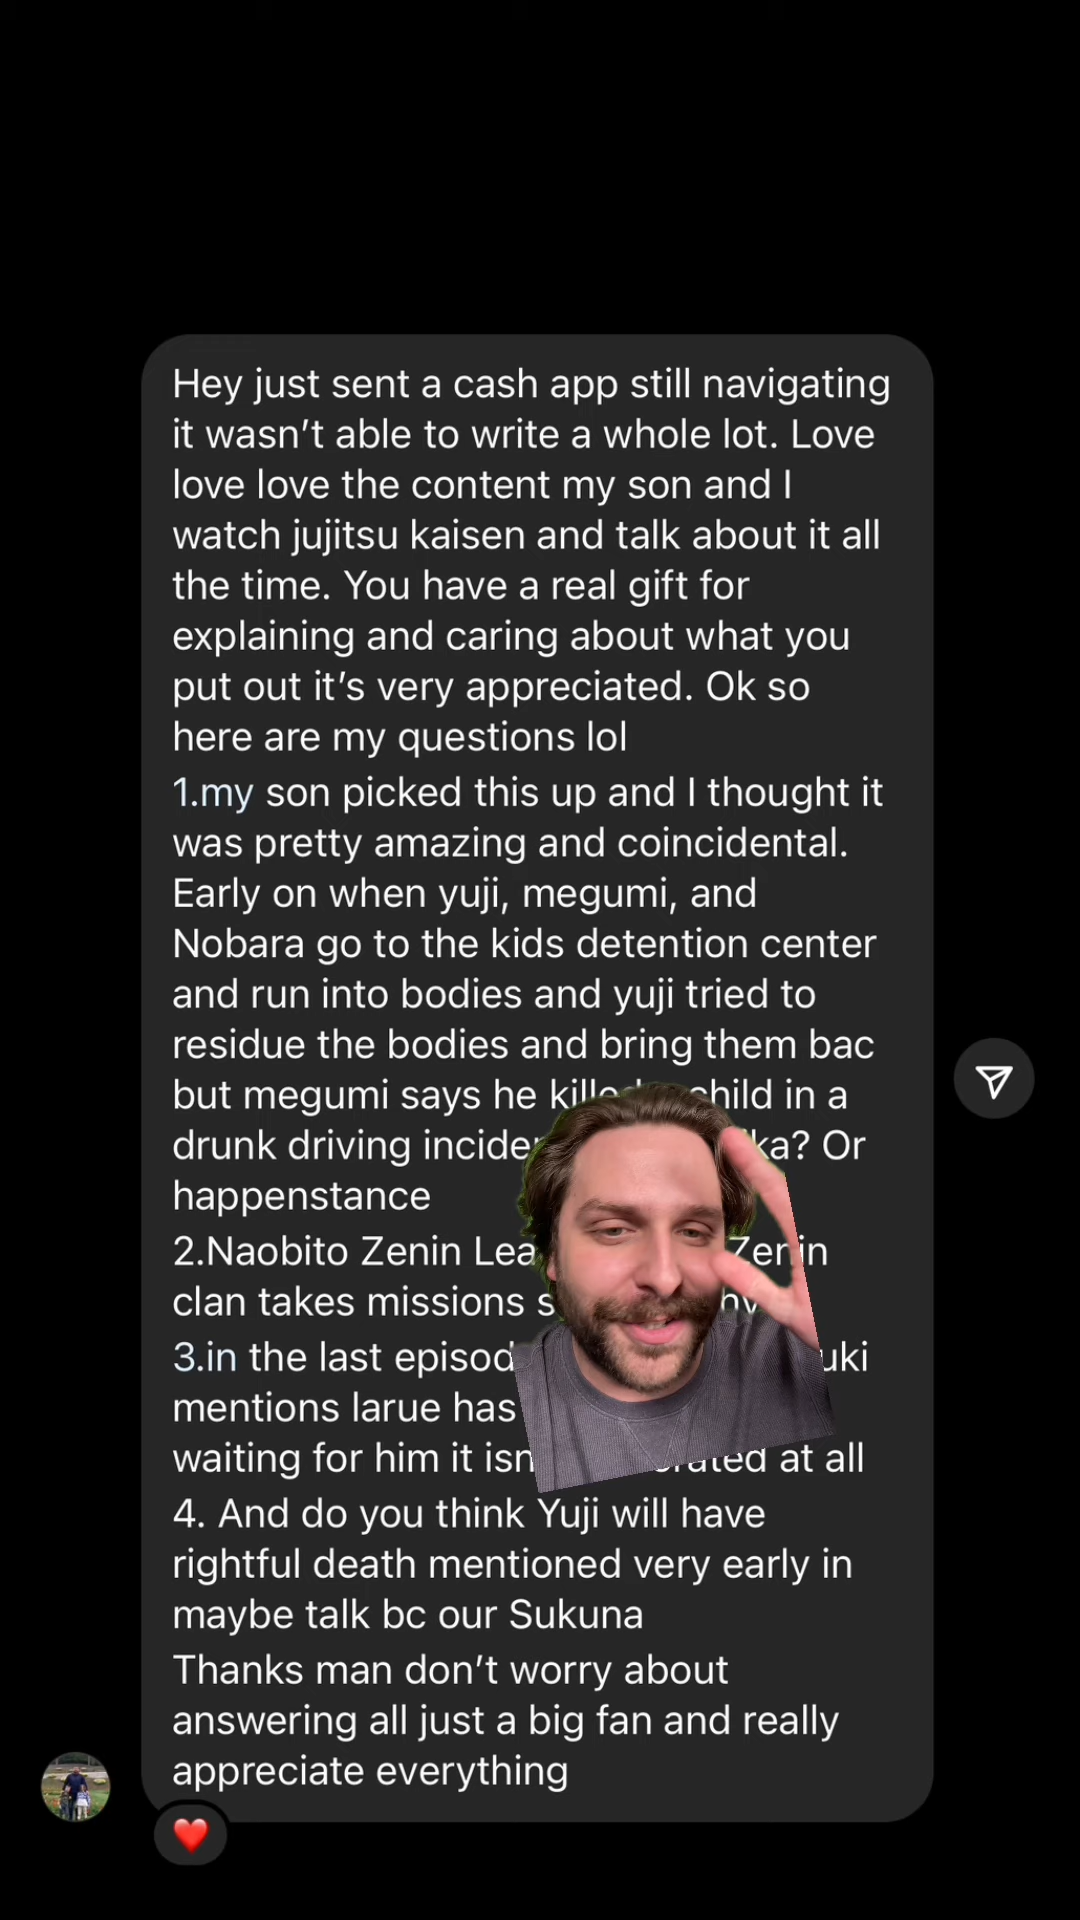 Hey just sent a cash app still navigating
it wasn't able to write a whole lot. Love
love love the content my son and I
watch jujitsu kaisen and talk about it all
the time. You have a real gift for
explaining and caring about what you
put out it's very appreciated. Ok so
here are my questions lol
1.my son picked this up and I thought it
was pretty amazing and coincidental.
Early on when yuji, megumi, and
Nobara go to the kids detention center
and run into bodies and yuji tried to
residue the bodies and bring them bac
but megumi says he child in a
drunk driving Or
happenstance
2.Naobito Zenin
clan takes missions
3.in the last
mentions larue has
waiting for him it at all
4. And do you think Yuji will have
rightful death mentioned very early in
maybe talk bc our Sukuna
Thanks man don't worry about
answering all just a big fan and really
appreciate everything